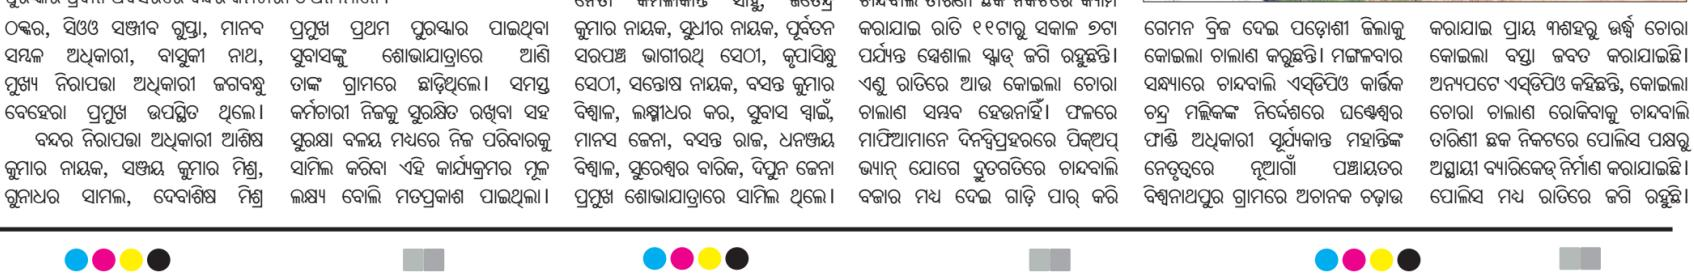 ଠକ୍କର, ସିଓଓ ସଞ୍ଜୀବ ଗୁପ୍ତା, ମାନବ
ସମ୍ବଳ ଅଧିକାରୀ, ବାସୁକୀ ନାଥ,
ମୁଖ୍ୟ ନିରାପତ୍ତା ଅଧିକାରୀ ଜଗବନ୍ଧୁ
ବେହେରା ପ୍ରମୁଖ ଉପସ୍ଥିତ ଥିଲେ।
ବନ୍ଦର ନିରାପତ୍ତା ଅଧିକାରୀ ଆଶିଷ
କୁମାର ନାୟକ, ସଞ୍ଜୟ କୁମାର ମିଶ୍ର,
ଗୁନାଧର ସାମଲ, ଦେବାଶିଷ ମିଶ୍ର
ପ୍ରମୁଖ ପ୍ରଥମ ପୁରସ୍କାର ପାଇଥିବା
ସୁବାସଙ୍କୁ ଶୋଭାଯାତ୍ରାରେ ଆଣି
ତାଙ୍କ ଗ୍ରାମରେ ଛାଡ଼ିଥିଲେ। ସମସ୍ତ
କର୍ମଚାରୀ ନିଜକୁ ସୁରକ୍ଷିତ ରଖିବା ସହ
ସୁରକ୍ଷା ବଳୟ ମଧ୍ୟରେ ନିଜ ପରିବାରକୁ
ସାମିଲ କରିବା ଏହି କାର୍ଯ୍ୟକ୍ରମର ମୂଳ
ଲକ୍ଷ୍ୟ ବୋଲି ମତପ୍ରକାଶ ପାଇଥିଲା।
କୁମାର ନାୟକ, ସୁଧୀର ନାୟକ, ପୂର୍ବତନ
ସରପଞ୍ଚ ଭାଗୀରଥି ସେଠୀ, କୃପାସିନ୍ଧୁ
ସେଠୀ, ସନ୍ତୋଷ ନାୟକ, ବସନ୍ତ କୁମାର
ବିଶ୍ୱାଳ, ଲକ୍ଷ୍ମୀଧର କର, ସୁବାସ ସ୍ୱାଇଁ,
ମାନସ ଜେନା, ବସନ୍ତ ରାଜ, ଧନଞ୍ଜୟ
ବିଶ୍ୱାଳ, ସୁରେଶ୍ୱର ବାରିକ, ବିପୁନ ଜେନା
ପ୍ରମୁଖ ଶୋଭାଯାତ୍ରାରେ ସାମିଲ ଥିଲେ।
କରାଯାଇ ରାତି ୧୧ଟାରୁ ସକାଳ ୭ଟା
ପର୍ଯ୍ୟନ୍ତ ସ୍ପେଶାଲ ସ୍କ୍ୱାଡ୍ ଜଗି ରହୁଛନ୍ତି।
ଏଣୁ ରାତିରେ ଆଉ କୋଇଲା ଚୋରା
ଚାଲାଣ ସମ୍ଭବ ହେଉନାହିଁ। ଫଳରେ
ମାଫିଆମାନେ ଦିନଦ୍ୱିପ୍ରହରରେ ପିକ୍ଅପ୍
ଭ୍ୟାନ୍ ଯୋଗେ ଦ୍ରୁତଗତିରେ ଚାନ୍ଦବାଲି
ବଜାର ମଧ୍ୟ ଦେଇ ଗାଡ଼ି ପାର୍ କରି
ଗେମନ ବ୍ରିଜ ଦେଇ ପଡ଼ୋଶୀ ଜିଲାକୁ
କୋଇଲା ଚାଲାଣ କରୁଛନ୍ତି। ମଙ୍ଗଳବାର
ସନ୍ଧ୍ୟାରେ ଚାନ୍ଦବାଲି ଏସ୍‌ଡିପିଓ କାର୍ତ୍ତିକ
ଚନ୍ଦ୍ର ମଲ୍ଲିକଙ୍କ ନିର୍ଦ୍ଦେଶରେ ଘଣ୍ଟେଶ୍ୱର
ଫାଣ୍ଡି ଅଧିକାରୀ ସୂର୍ଯ୍ୟକାନ୍ତ ମହାନ୍ତିଙ୍କ
ନେତୃତ୍ୱରେ ନୂଆଗାଁ ପଞ୍ଚାୟତର
ବିଶ୍ୱନାଥପୁର ଗ୍ରାମରେ ଅଚାନକ ଚଢ଼ାଉ
କରାଯାଇ ପ୍ରାୟ ୩ଶହରୁ ଊର୍ଦ୍ଧ୍ୱ ଚୋରା
କୋଇଲା ବସ୍ତା ଜବତ କରାଯାଇଛି।
ଅନ୍ୟପଟେ ଏସ୍‌ଡିପିଓ କହିଛନ୍ତି, କୋଇଲା
ଚୋରା ଚାଲାଣ ରୋକିବାକୁ ଚାନ୍ଦବାଲି
ତାରିଣୀ ଛକ ନିକଟରେ ପୋଲିସ ପକ୍ଷରୁ
ଅସ୍ଥାୟୀ ବ୍ୟାରିକେଡ୍ ନିର୍ମାଣ କରାଯାଇଛି।
ପୋଲିସ ମଧ୍ୟ ରାତିରେ ଜଗି ରହୁଛି।